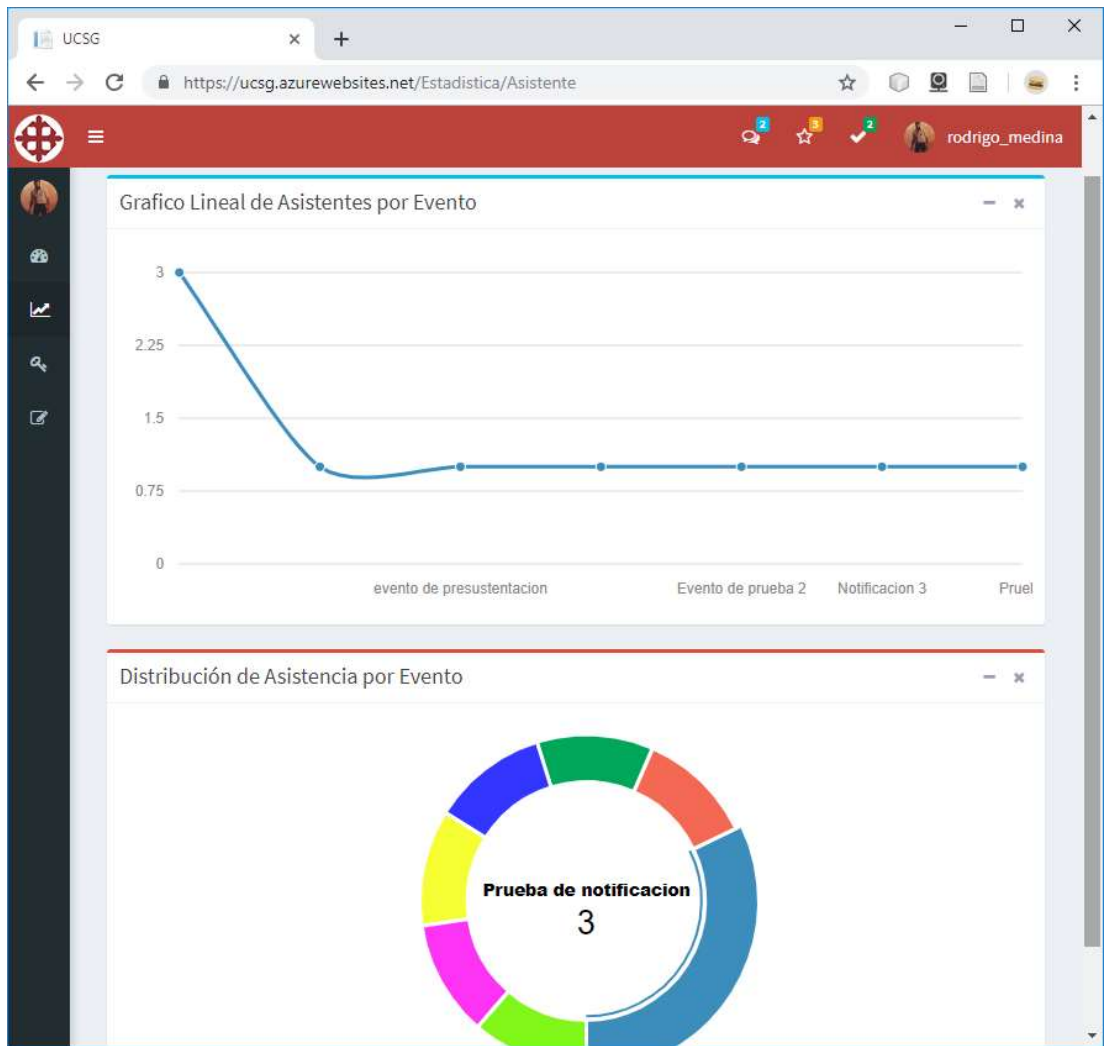 UCSG
https://ucsg.azurewebsites.net/Estadistica/Asistente
2 3 2 rodrigo_medina
Grafico Lineal de Asistentes por Evento
3
2.25
1.5
0.75
0
evento de presustentacion Evento de prueba 2 Notificacion 3 Pruel
Distribución de Asistencia por Evento
Prueba de notificacion
3